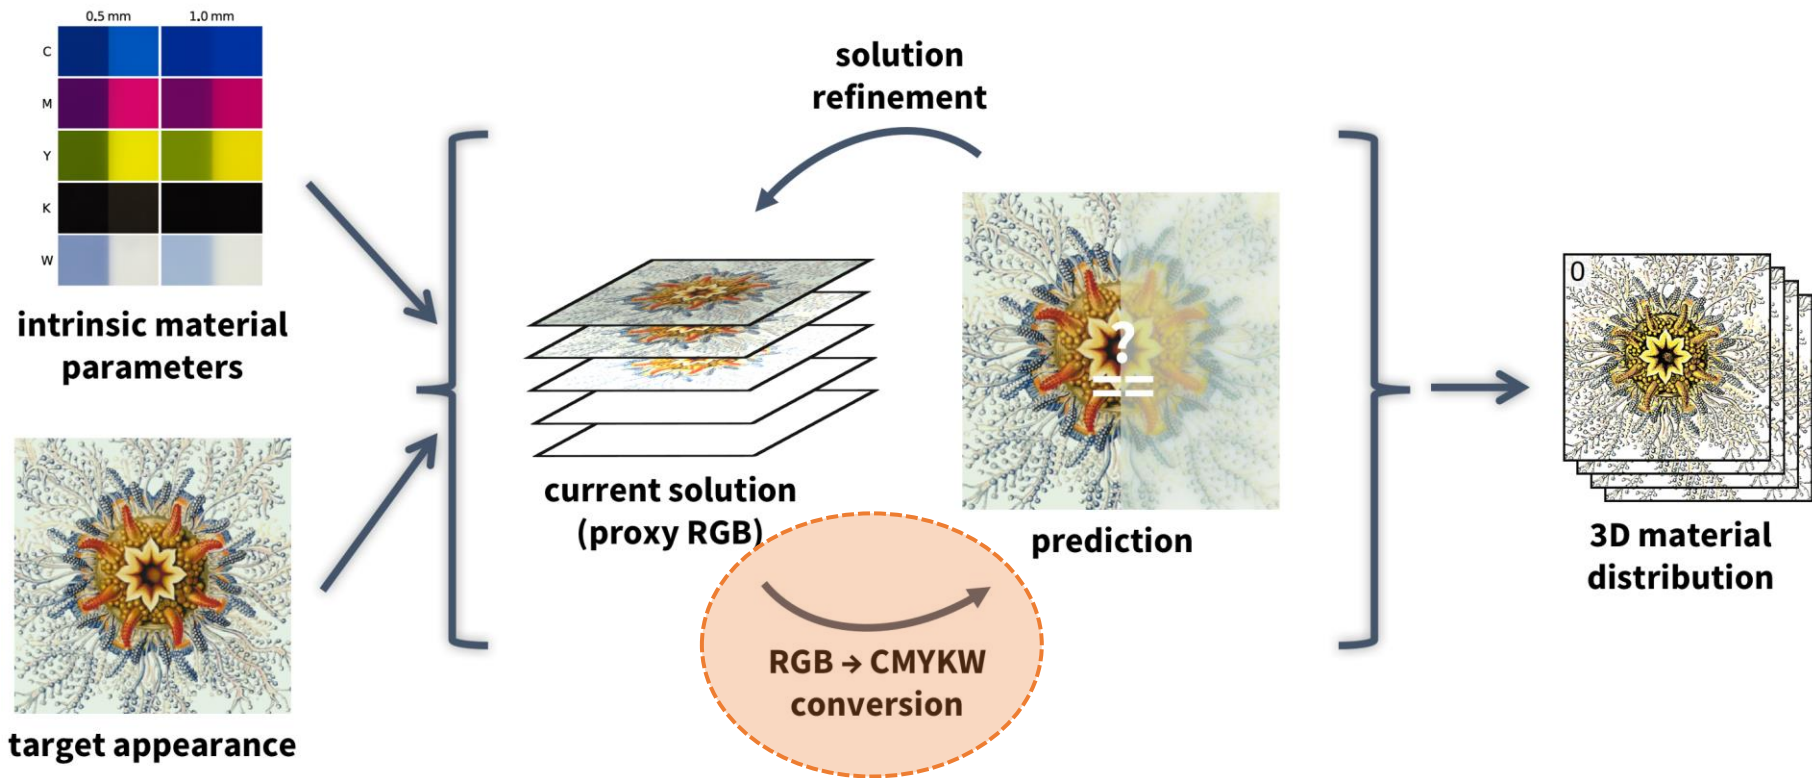 0.5 mm 1.0 mm
C
M
Y
K
W
intrinsic material
parameters
target appearance
solution
refinement
current solution
(proxy RGB)
?
==
prediction
RGB → CMYKW
conversion
0
3D material
distribution